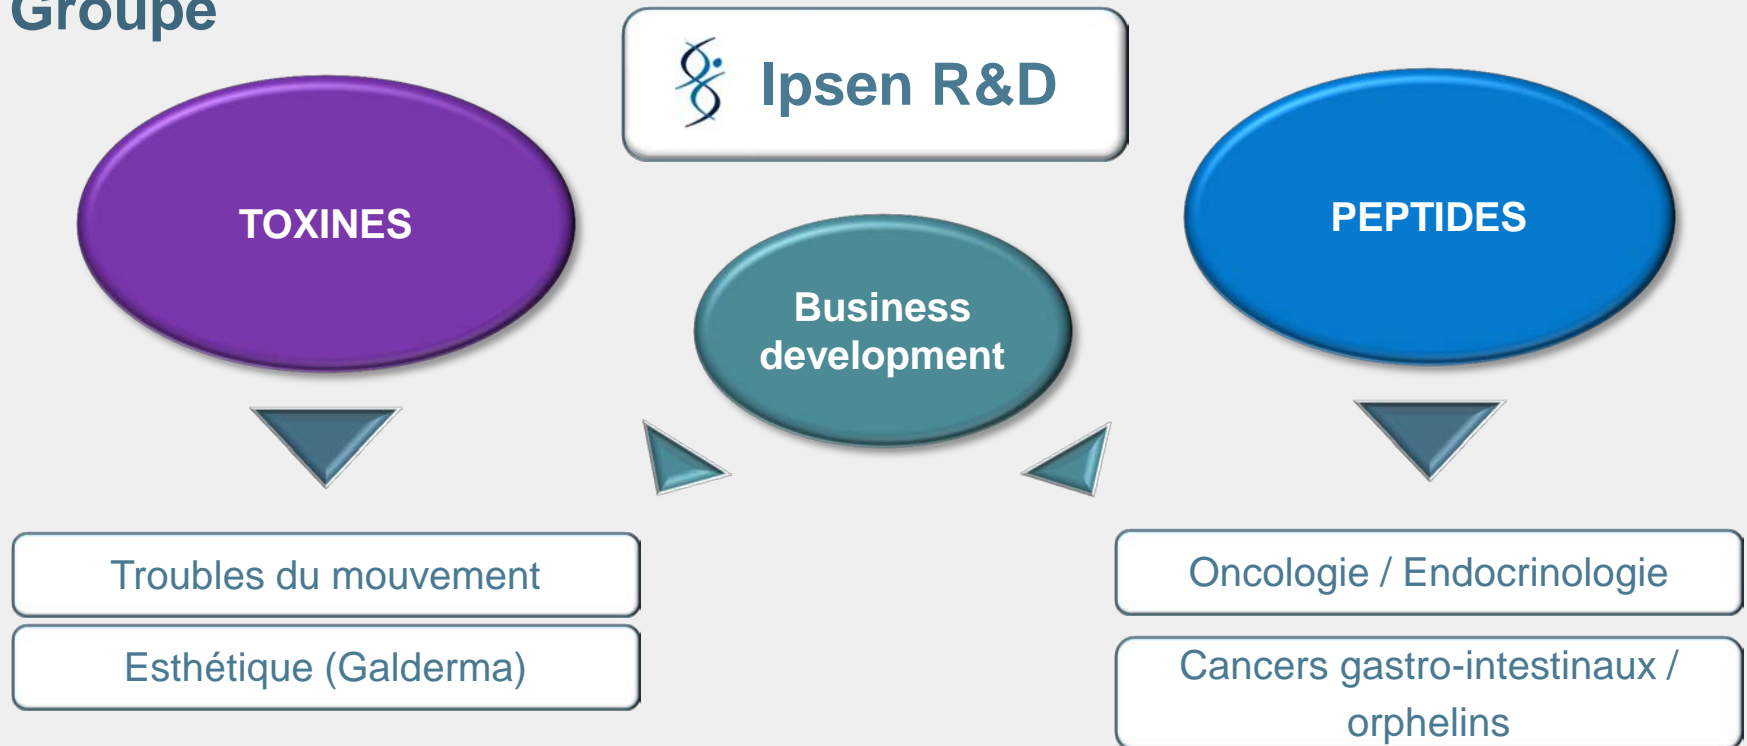 Groupe
Ipsen R&D
TOXINES
PEPTIDES
Business
development
Troubles du mouvement
Esthétique (Galderma)
Oncologie / Endocrinologie
Cancers gastro-intestinaux /
orphelins